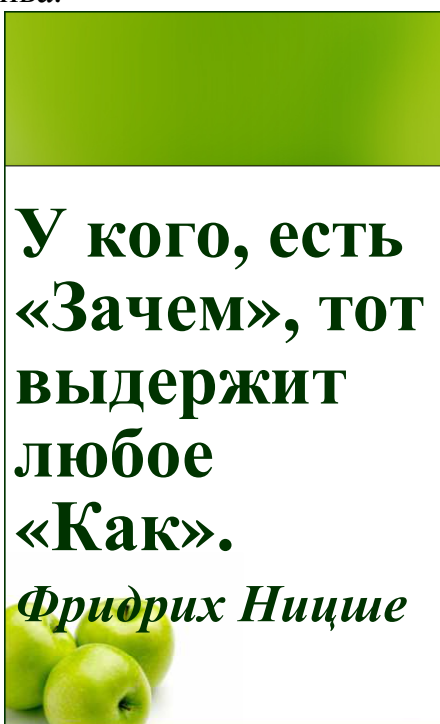 У кого, есть
«Зачем», тот
выдержит
любое
«Как».
Фридрих Ницше